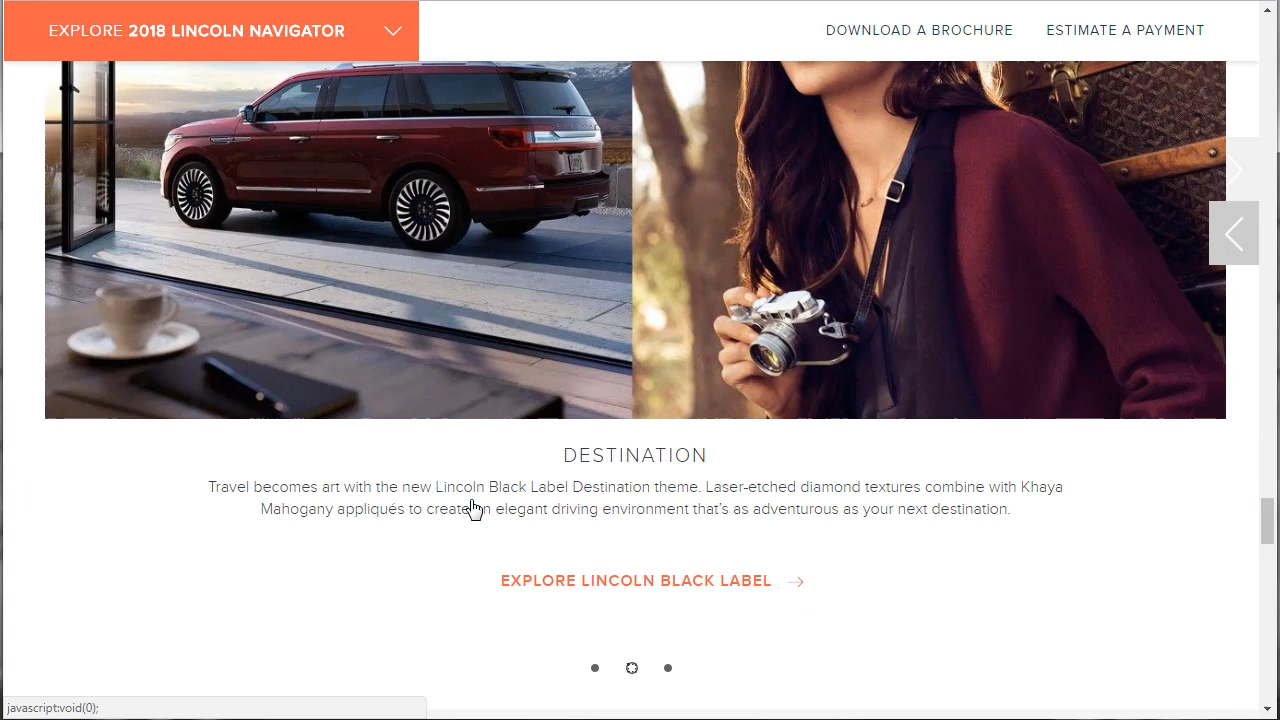 EXPLORE 2018 LINCOLN NAVIGATOR
DOWNLOAD A BROCHURE
ESTIMATE A PAYMENT
DESTINATION
Travel becomes art with the new Lincoln Black Label Destination theme. Laser-etched diamond textures combine with Khaya
Mahogany appliqués to create an elegant driving environment that's as adventurous as your next destination.
EXPLORE LINCOLN BLACK LABEL
javascript:void(0);